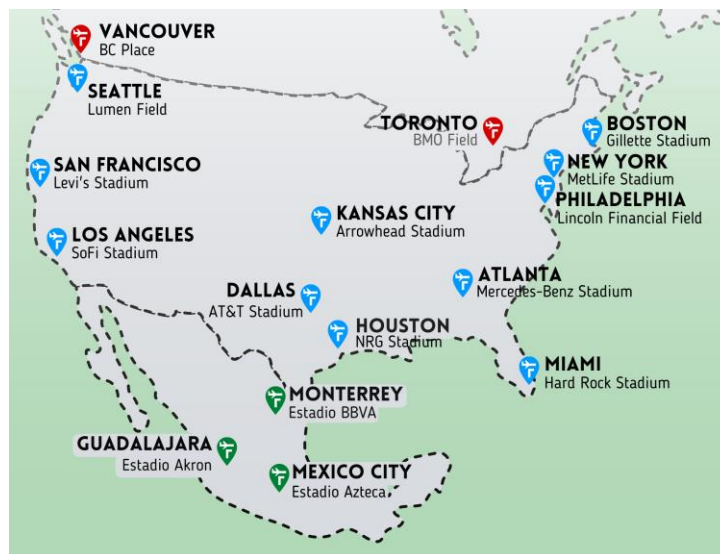 VANCOUVER
BC Place
SEATTLE
Lumen Field
TORONTO
BMO Field
BOSTON
Gillette Stadium
SAN FRANCISCO
Levi's Stadium
NEW YORK
MetLife Stadium
PHILADELPHIA
Lincoln Financial Field
KANSAS CITY
Arrowhead Stadium
LOS ANGELES
SoFi Stadium
DALLAS
AT&T Stadium
ATLANTA
Mercedes-Benz Stadium
HOUSTON
NRG Stadium
MIAMI
Hard Rock Stadium
MONTERREY
Estadio BBVA
GUADALAJARA
Estadio Akron
MEXICO CITY
Estadio Azteca